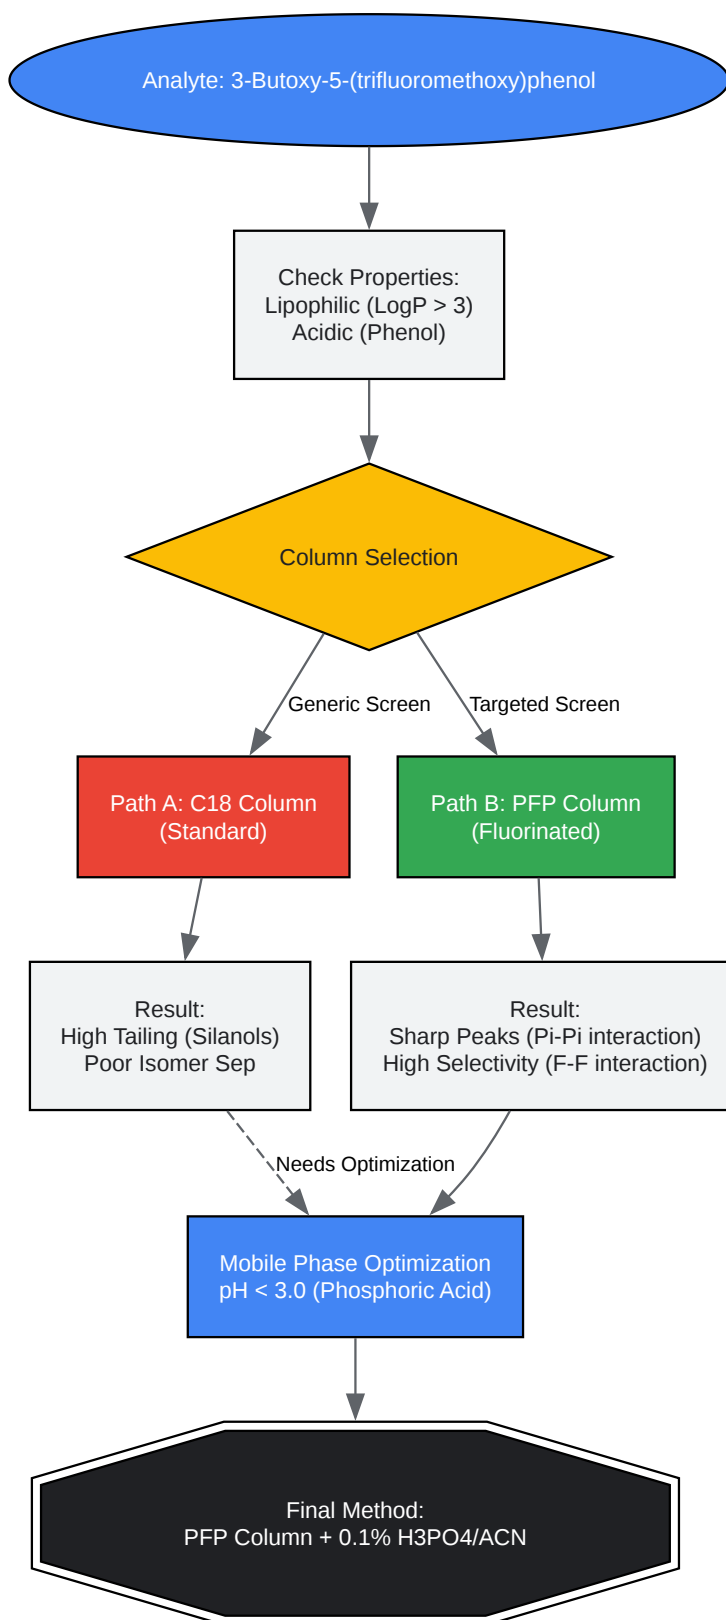 Analyte: 3-Butoxy-5-(trifluoromethoxy)phenol
Check Properties:
Lipophilic (LogP > 3)
Acidic (Phenol)
Column Selection
Generic Screen
Targeted Screen
Path A: C18 Column
(Standard)
Path B: PFP Column
(Fluorinated)
Result:
High Tailing (Silanols)
Poor Isomer Sep
Result:
Sharp Peaks (Pi-Pi interaction)
High Selectivity (F-F interaction)
Needs Optimization
Mobile Phase Optimization
pH < 3.0 (Phosphoric Acid)
Final Method:
PFP Column + 0.1% H3PO4/ACN